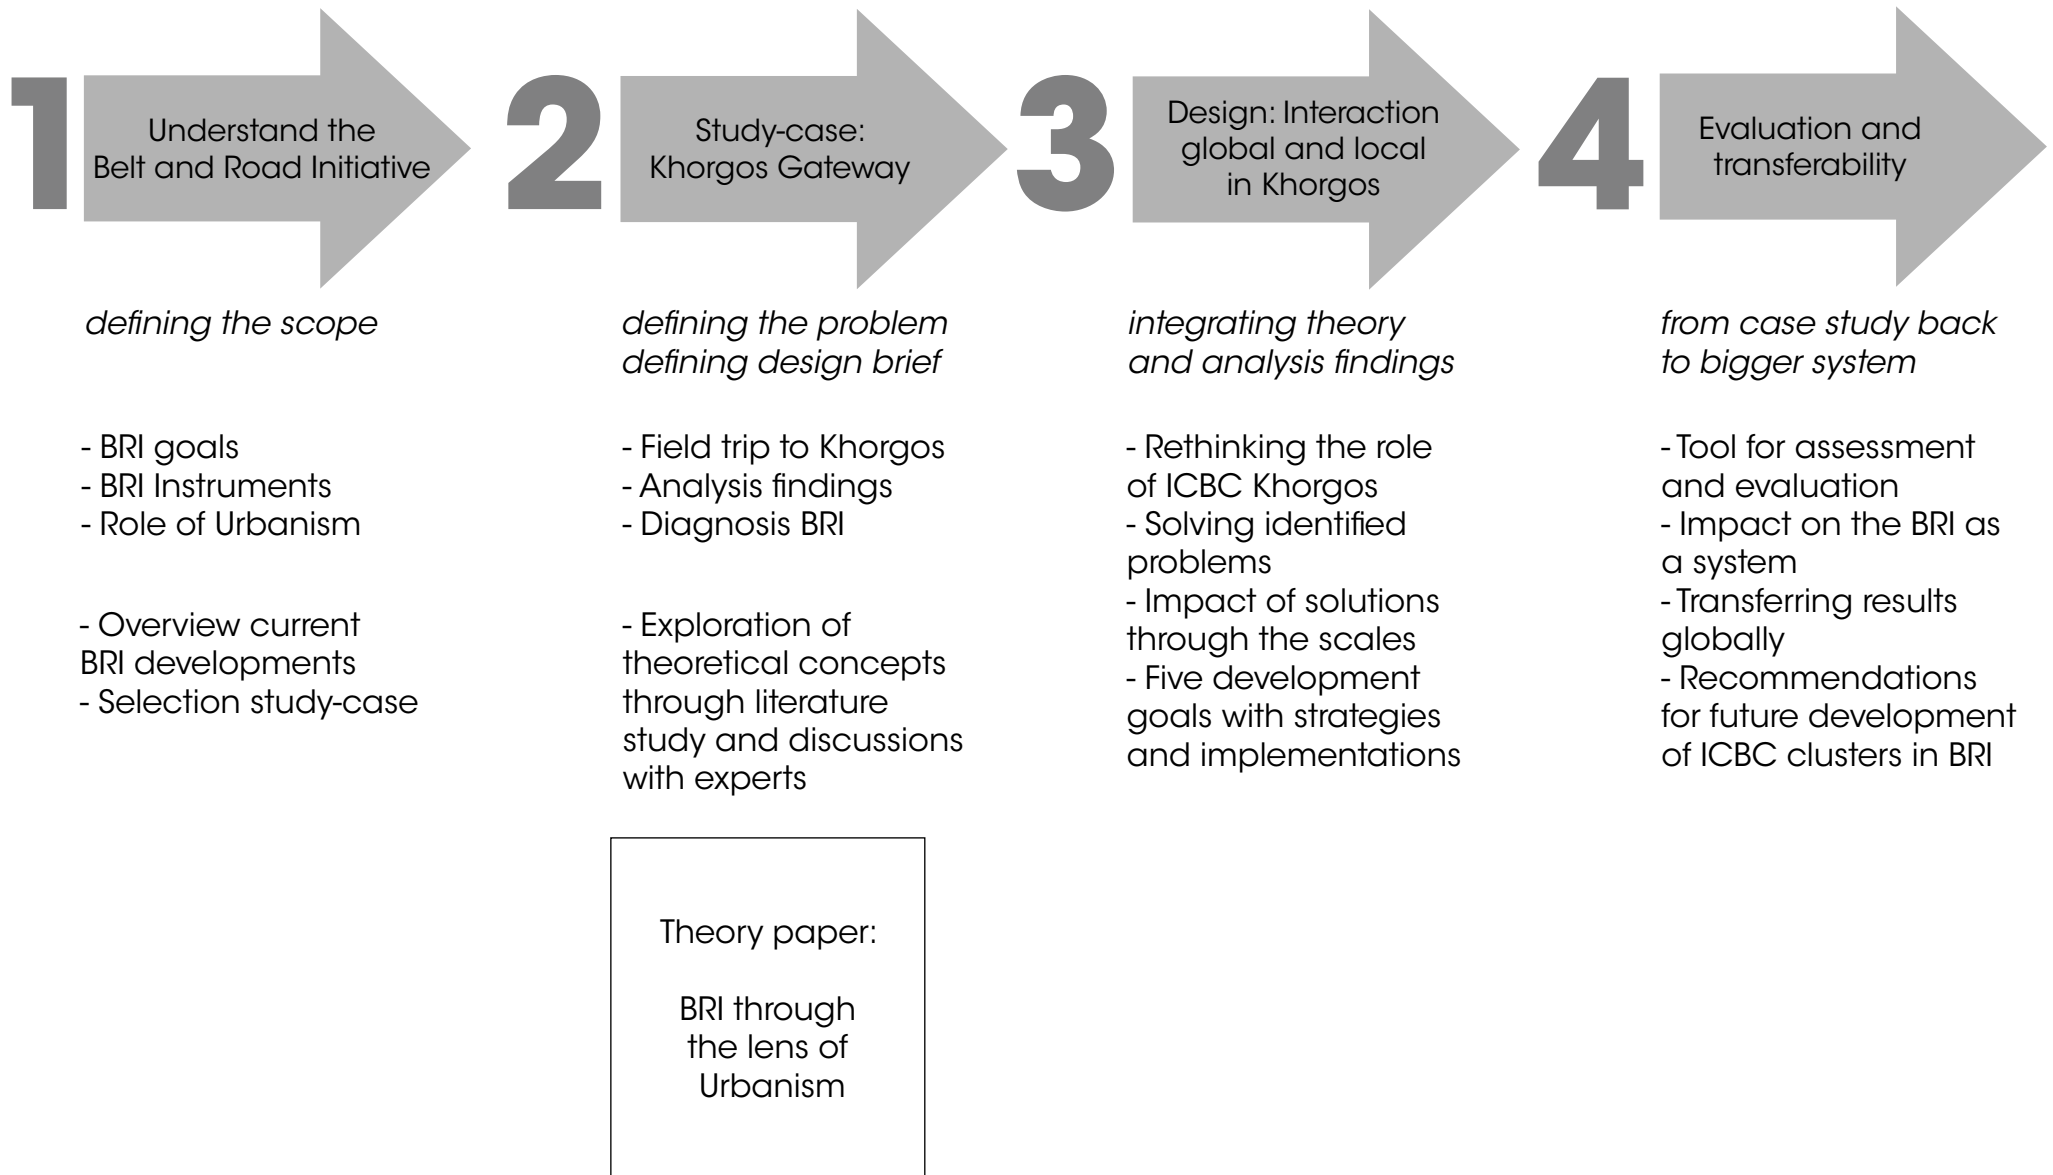 1
Understand the
Belt and Road Initiative
defining the scope
- BRI goals
- BRI Instruments
- Role of Urbanism
- Overview current
BRI developments
- Selection study-case
2
Study-case:
Khorgos Gateway
defining the problem
defining design brief
- Field trip to Khorgos
- Analysis findings
- Diagnosis BRI
- Exploration of
theoretical concepts
through literature
study and discussions
with experts
Theory paper:
BRI through
the lens of
Urbanism
3
Design: Interaction
global and local
in Khorgos
integrating theory
and analysis findings
- Rethinking the role
of ICBC Khorgos
- Solving identified
problems
- Impact of solutions
through the scales
- Five development
goals with strategies
and implementations
4
Evaluation and
transferability
from case study back
to bigger system
- Tool for assessment
and evaluation
- Impact on the BRI as
a system
- Transferring results
globally
- Recommendations
for future development
of ICBC clusters in BRI